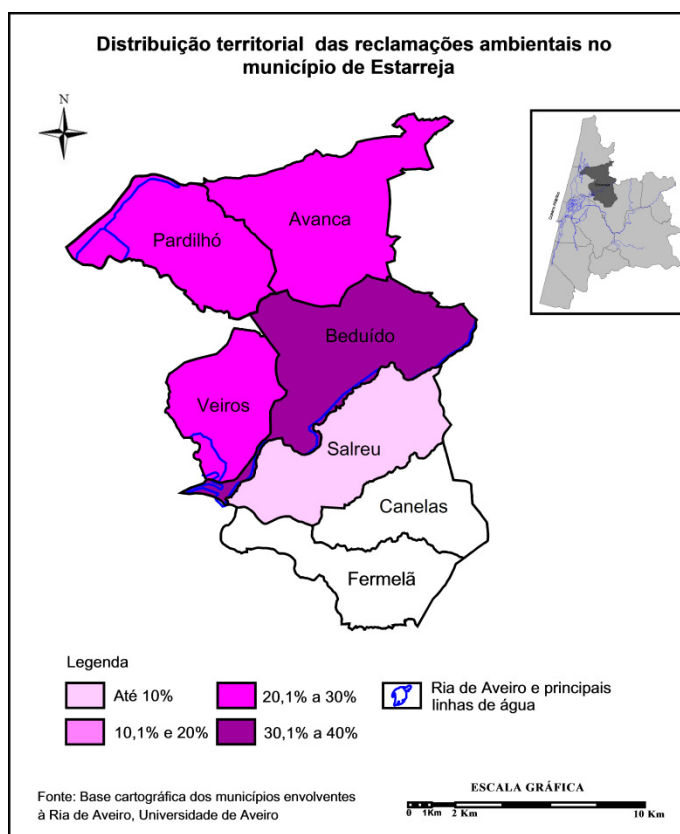 Distribuição territorial das reclamações ambientais no
município de Estarreja
N
Avanca
Pardilhó
Beduído
Veiros
Salreu
Canelas
Fermelã
Legenda
Até 10%
10,1% e 20%
20,1% a 30%
30,1% a 40%
Ria de Aveiro e principais
linhas de água
Fonte: Base cartográfica dos municípios envolventes
à Ria de Aveiro, Universidade de Aveiro
ESCALA GRÁFICA
0 1Km 2 Km 10 Km